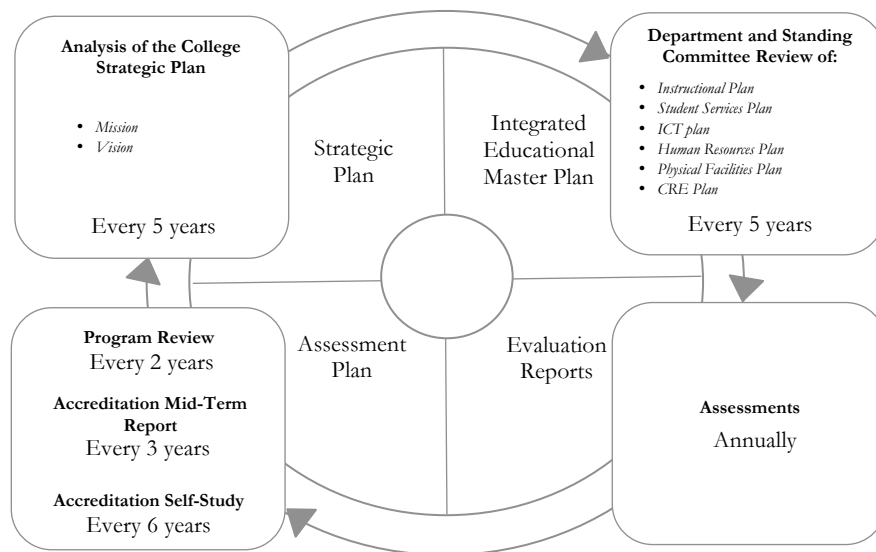 Analysis of the College
Strategic Plan
• Mission
• Vision
Every 5 years
Department and Standing
Committee Review of:
• Instructional Plan
• Student Services Plan
• ICT plan
• Human Resources Plan
• Physical Facilities Plan
• CRE Plan
Every 5 years
Strategic
Plan
Integrated
Educational
Master Plan
Assessment
Plan
Evaluation
Reports
Program Review
Every 2 years
Accreditation Mid-Term
Report
Every 3 years
Accreditation Self-Study
Every 6 years
Assessments
Annually